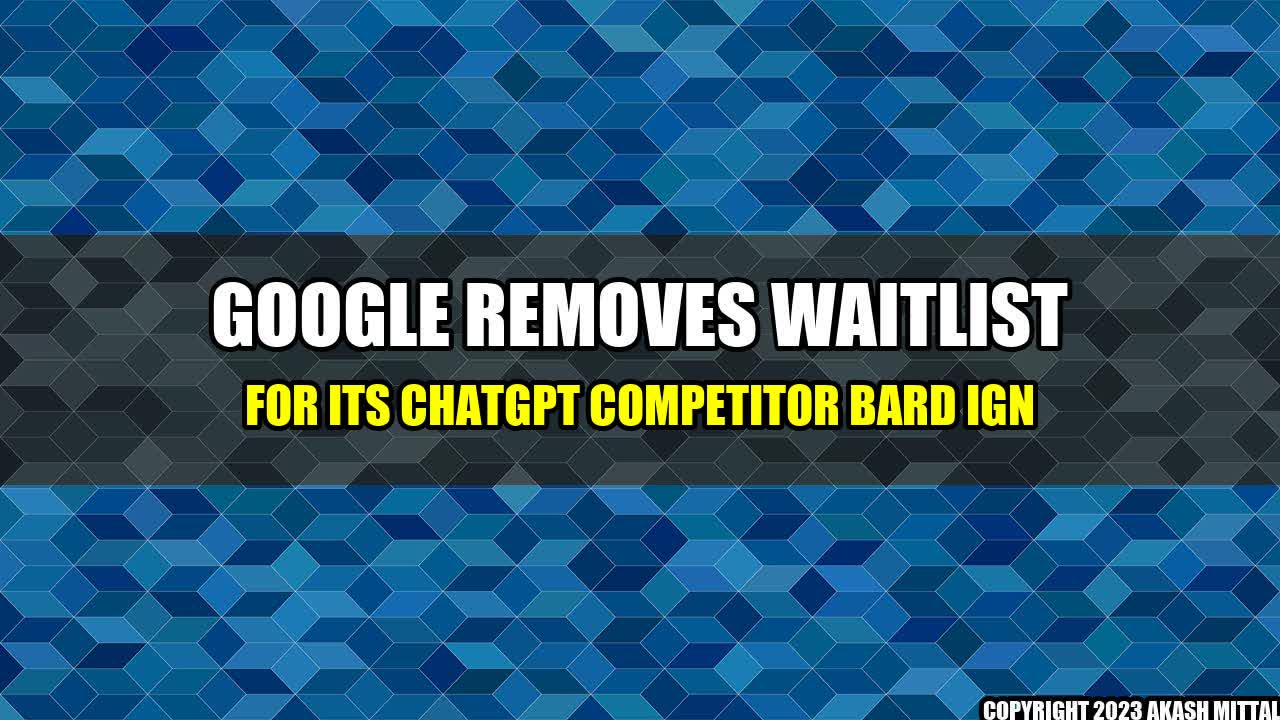 GOOGLE REMOVES WAITLIST
FOR ITS CHATGPT COMPETITOR BARD IGN
COPYRIGHT 2023 AKASH MITTAL